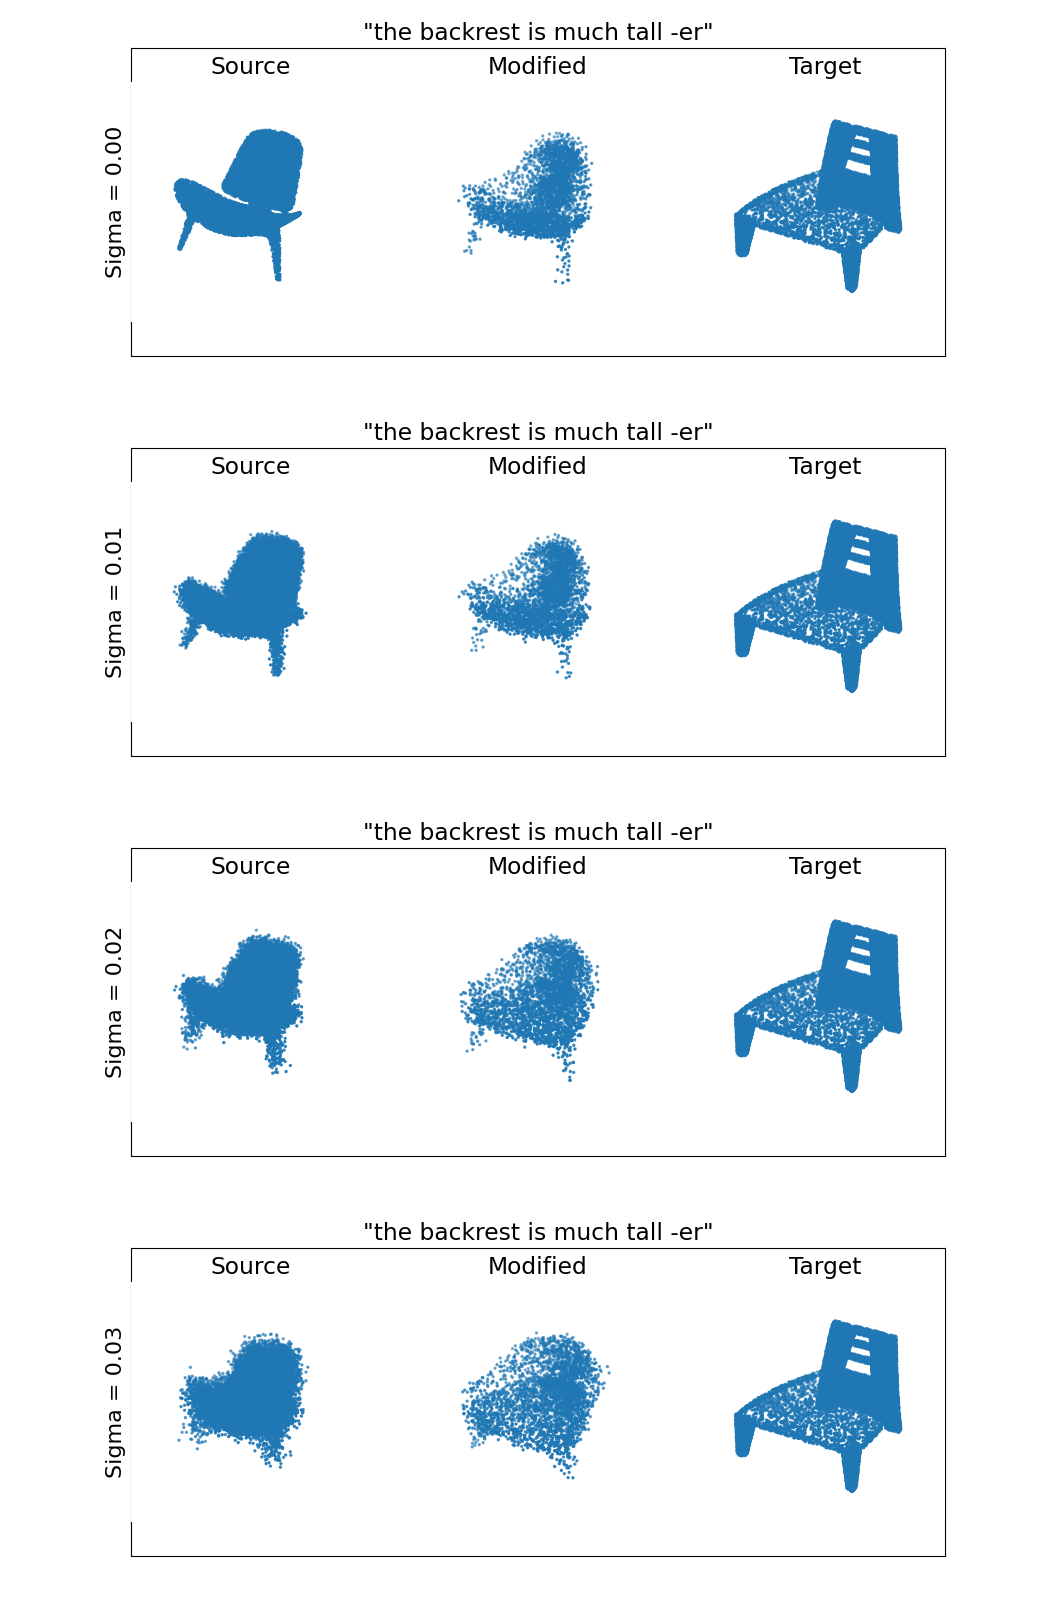 "the backrest is much tall -er"
Source Modified Target
Sigma = 0.00
"the backrest is much tall -er"
Source Modified Target
Sigma = 0.01
"the backrest is much tall -er"
Source Modified Target
Sigma = 0.02
"the backrest is much tall -er"
Source Modified Target
Sigma = 0.03